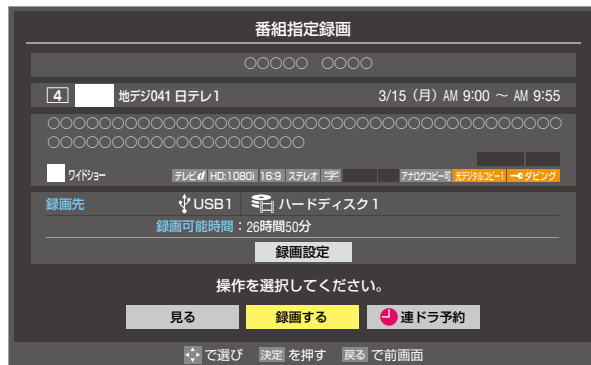 番組指定録画
○○○○○ ○○○○
4 地デジ041 日テレ1 3/15（月）AM 9:00 ～ AM 9:55
○○○○○○○○○○○○○○○○○○○○○○○○○○○○○○○○○○
○○○○○○○○○○○○○○○○○
ワイドショー テレビd HD:1080i 16:9 ステレオ 字 アナログコピー可 光デジタルコピー1 ダビング
録画先 USB1 ハードディスク1
録画可能時間：26時間50分
録画設定
操作を選択してください。
見る 録画する 連ドラ予約
で選び 決定 を押す 戻る で前画面